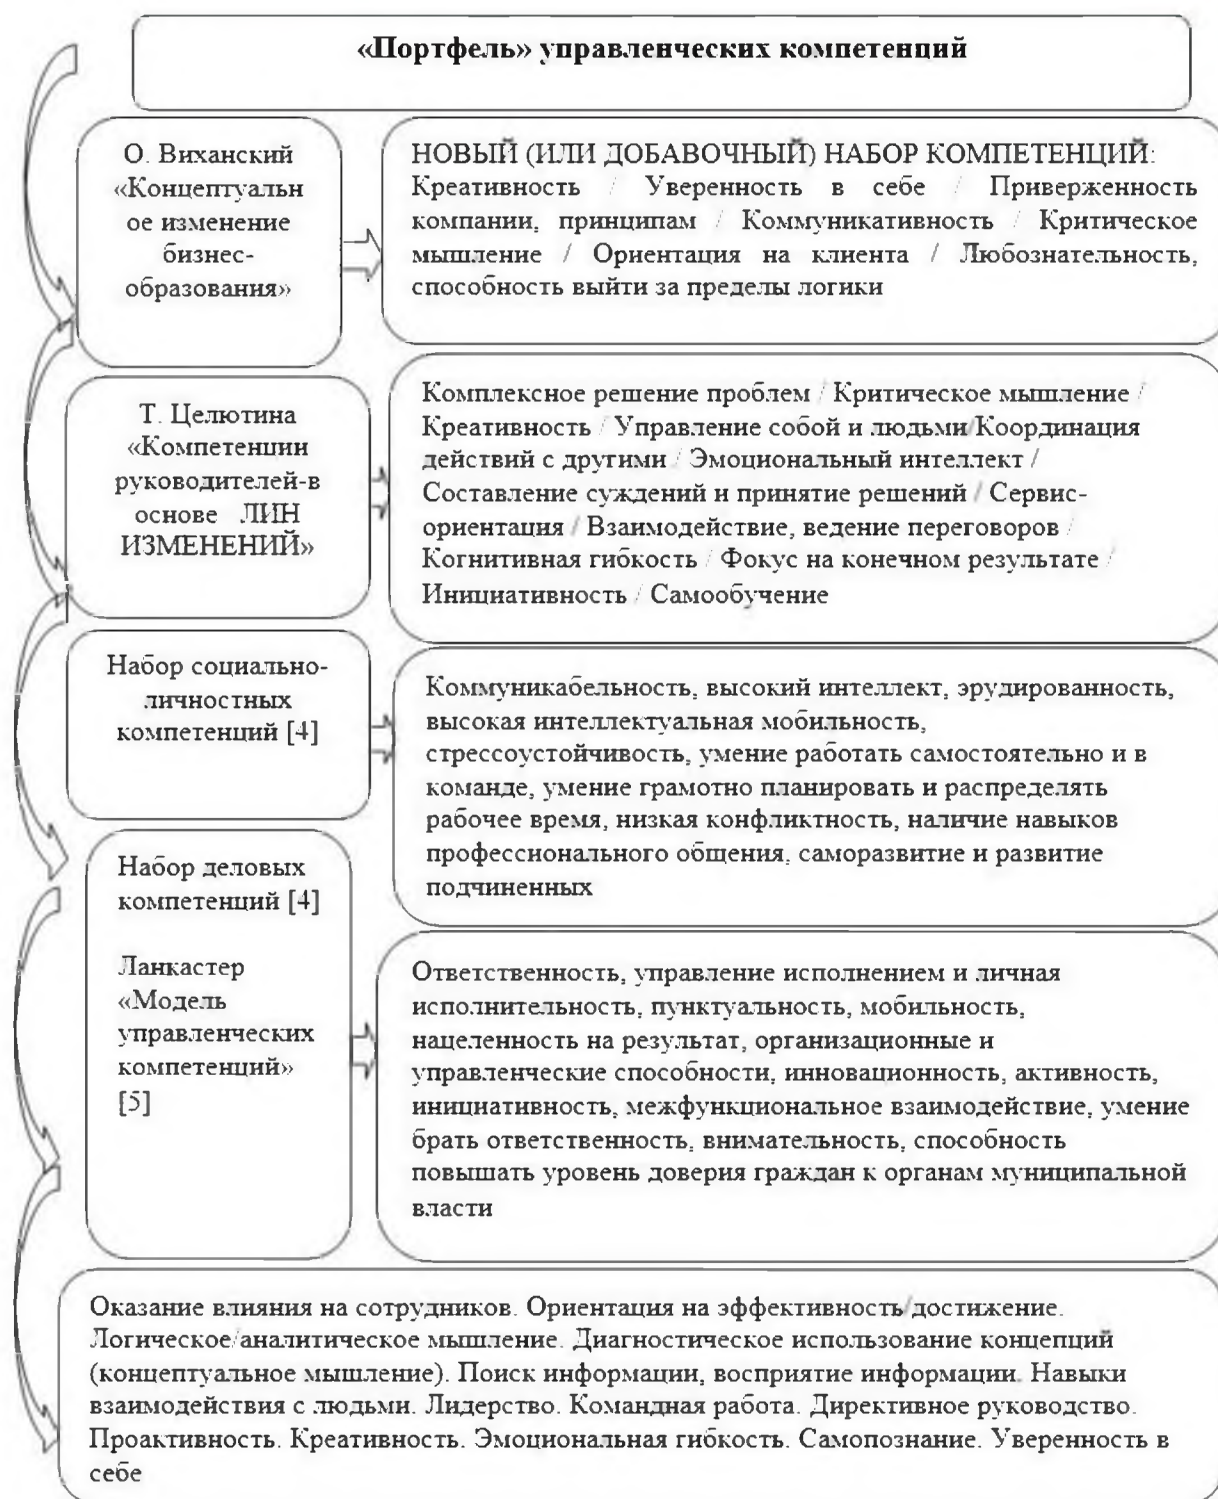 «Портфель» управленческих компетенций
О. Виханский
«Концептуальн
ое изменение
бизнес-
образования»
НОВЫЙ (ИЛИ ДОБАВОЧНЫЙ) НАБОР КОМПЕТЕНЦИЙ:
Креативность / Уверенность в себе / Приверженность
компании, принципам / Коммуникативность / Критическое
мышление / Ориентация на клиента / Любознательность,
способность выйти за пределы логики
Т. Целютина
«Компетенции
руководителей-в
основе ЛИН
ИЗМЕНЕНИЙ»
Комплексное решение проблем / Критическое мышление /
Креативность / Управление собой и людьми/Координация
действий с другими / Эмоциональный интеллект /
Составление суждений и принятие решений / Сервис-
ориентация / Взаимодействие, ведение переговоров /
Когнитивная гибкость / Фокус на конечном результате /
Инициативность / Самообучение
Набор социально-
личностных
компетенций [4]
Коммуникабельность, высокий интеллект, эрудированность,
высокая интеллектуальная мобильность,
стрессоустойчивость, умение работать самостоятельно и в
команде, умение грамотно планировать и распределять
рабочее время, низкая конфликтность, наличие навыков
профессионального общения, саморазвитие и развитие
подчиненных
Набор деловых
компетенций [4]
Ланкастер
«Модель
управленческих
компетенций»
[5]
Ответственность, управление исполнением и личная
исполнительность, пунктуальность, мобильность,
нацеленность на результат, организационные и
управленческие способности, инновационность, активность,
инициативность, межфункциональное взаимодействие, умение
брать ответственность, внимательность, способность
повышать уровень доверия граждан к органам муниципальной
власти
Оказание влияния на сотрудников. Ориентация на эффективность/достижение.
Логическое/аналитическое мышление. Диагностическое использование концепций
(концептуальное мышление). Поиск информации, восприятие информации. Навыки
взаимодействия с людьми. Лидерство. Командная работа. Директивное руководство.
Проактивность. Креативность. Эмоциональная гибкость. Самопознание. Уверенность в
себе